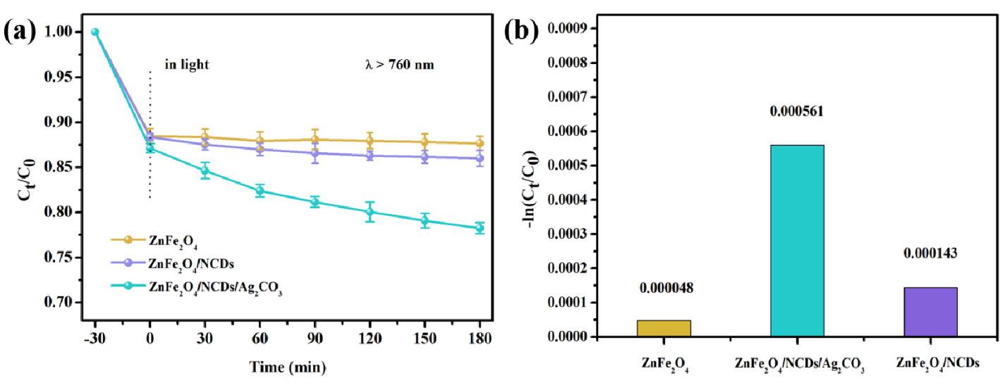 (a)
1.00
0.95
0.90
0.85
0.80
0.75
0.70
Ct/C0
in light
λ > 760 nm
ZnFe2O4
ZnFe2O4/NCDs
ZnFe2O4/NCDs/Ag2CO3
-30 0 30 60 90 120 150 180
Time (min)
(b)
0.0009
0.0008
0.0007
0.0006
0.0005
0.0004
0.0003
0.0002
0.0001
0.0000
-ln(Ct/C0)
0.000048
0.000561
0.000143
ZnFe2O4 ZnFe2O4/NCDs/Ag2CO3 ZnFe2O4/NCDs